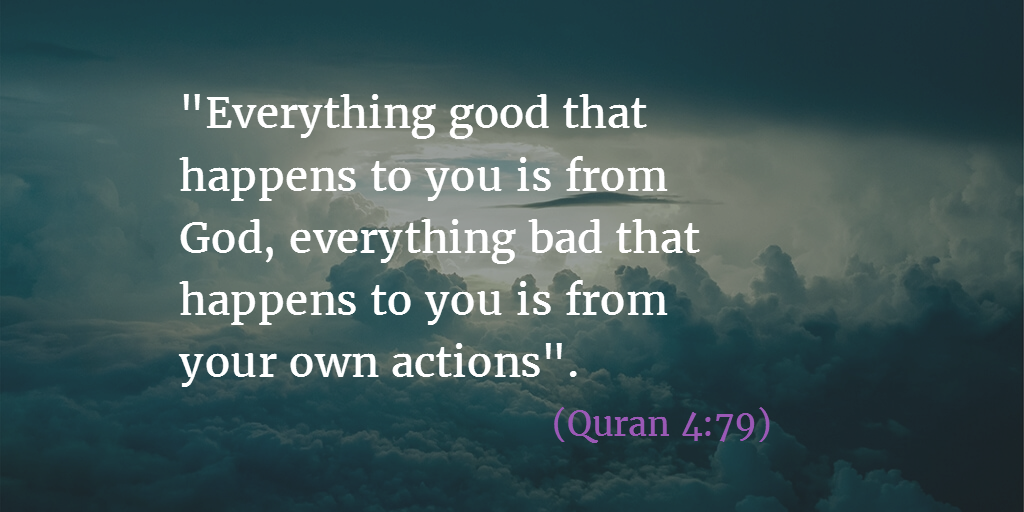 "Everything good that
happens to you is from
God, everything bad that
happens to you is from
your own actions".
(Quran 4:79)